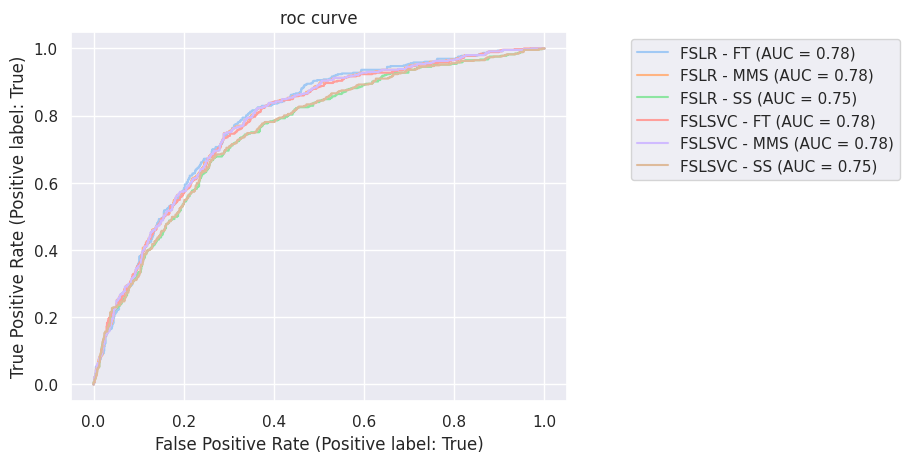 roc curve
True Positive Rate (Positive label: True)
1.0
0.8
0.6
0.4
0.2
0.0
0.0 0.2 0.4 0.6 0.8 1.0
False Positive Rate (Positive label: True)
FSLR - FT (AUC = 0.78)
FSLR - MMS (AUC = 0.78)
FSLR - SS (AUC = 0.75)
FSLSVC - FT (AUC = 0.78)
FSLSVC - MMS (AUC = 0.78)
FSLSVC - SS (AUC = 0.75)